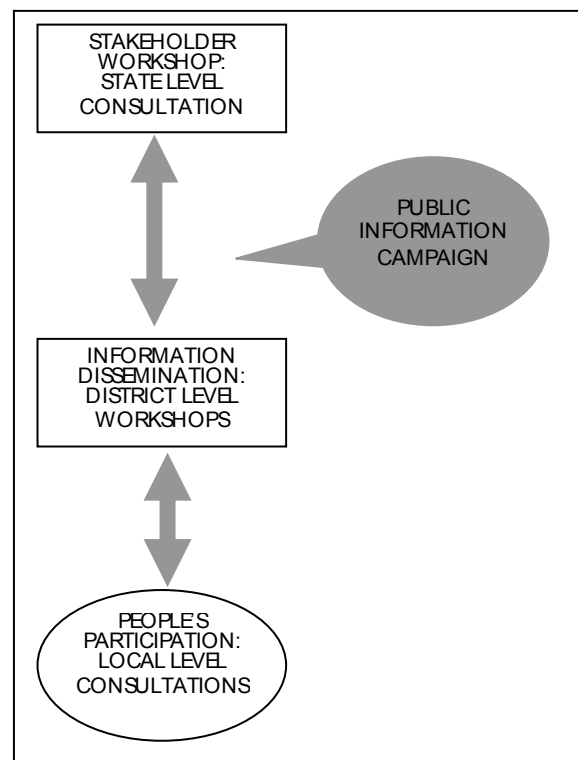 STAKEHOLDER
WORKSHOP:
STATE LEVEL
CONSULTATION
PUBLIC
INFORMATION
CAMPAIGN
INFORMATION
DISSEMINATION:
DISTRICT LEVEL
WORKSHOPS
PEOPLE'S
PARTICIPATION:
LOCAL LEVEL
CONSULTATIONS